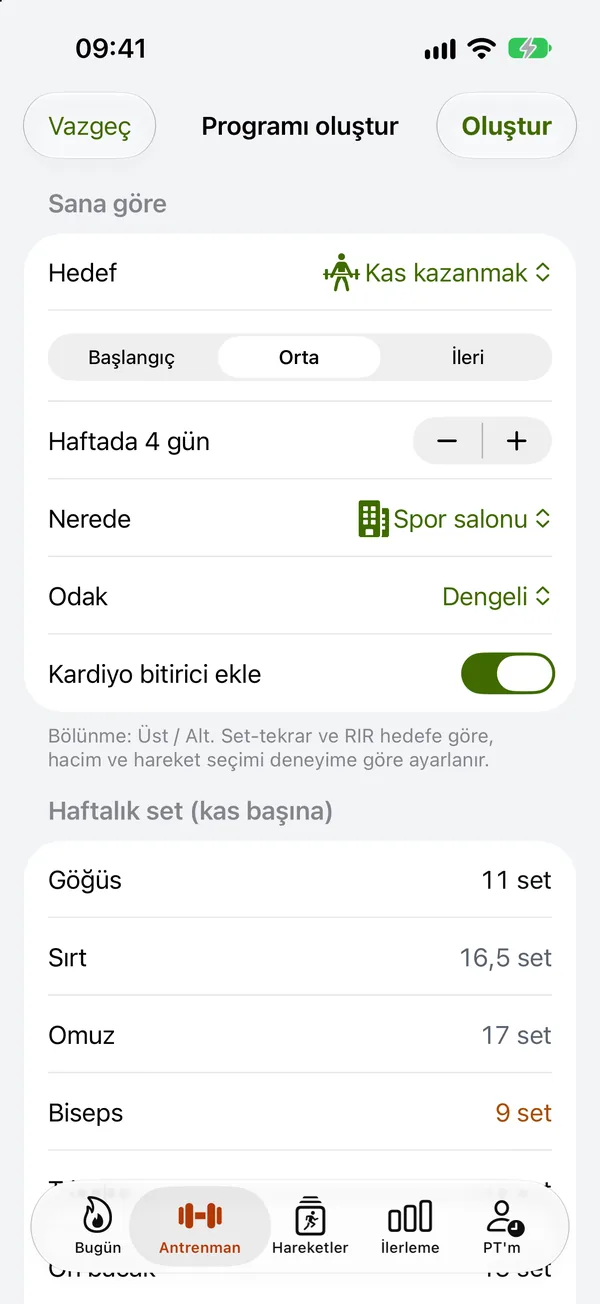 09:41
Vazgeç
Programı oluştur
Oluştur
Sana göre
Hedef
Kas kazanmak
Başlangıç
Orta
İleri
Haftada 4 gün
Nerede
Spor salonu
Odak
Dengeli
Kardiyo bitirici ekle
Bölünme: Üst / Alt. Set-tekrar ve RIR hedefe göre,
hacim ve hareket seçimi deneyime göre ayarlanır.
Haftalık set (kas başına)
Göğüs
11 set
Sırt
16,5 set
Omuz
17 set
Biseps
9 set
Bugün
Antrenman
Hareketler
İlerleme
PT'm